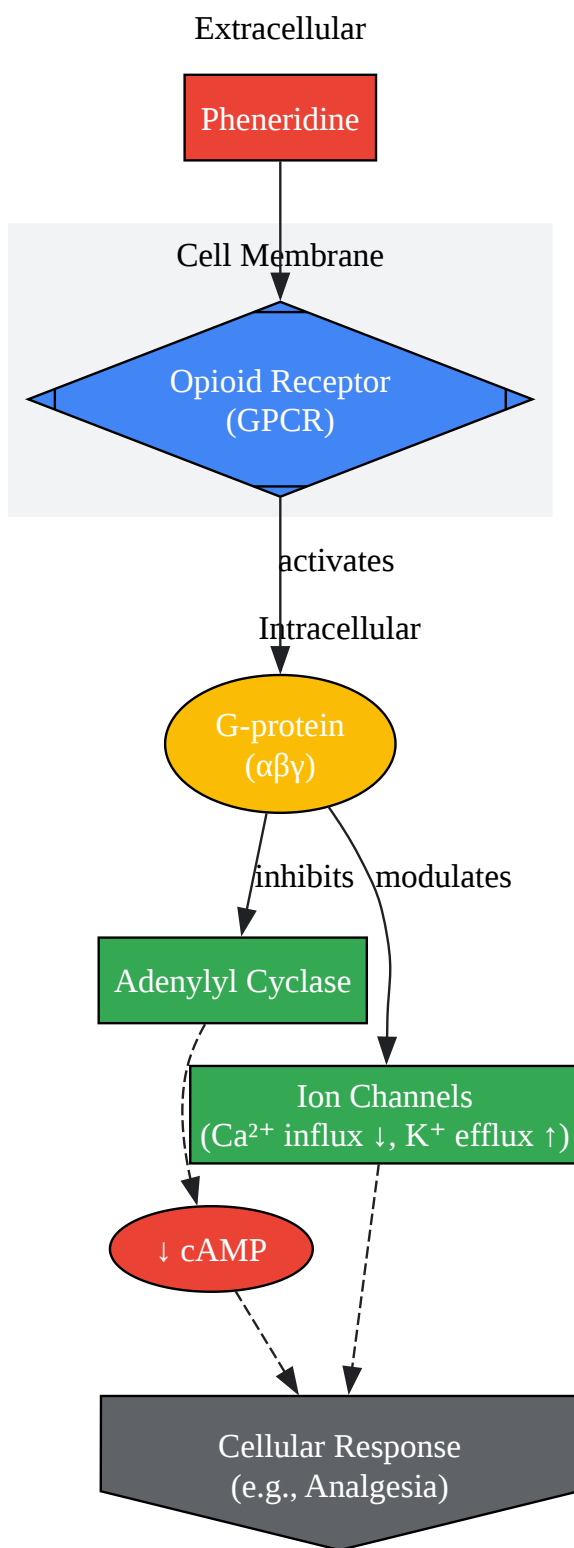 Extracellular
Pheneridine
Cell Membrane
Opioid Receptor
(GPCR)
activates
Intracellular
G-protein
(αβγ)
inhibits
modulates
Adenylyl Cyclase
Ion Channels
(Ca²⁺ influx ↓, K⁺ efflux ↑)
↓ cAMP
Cellular Response
(e.g., Analgesia)